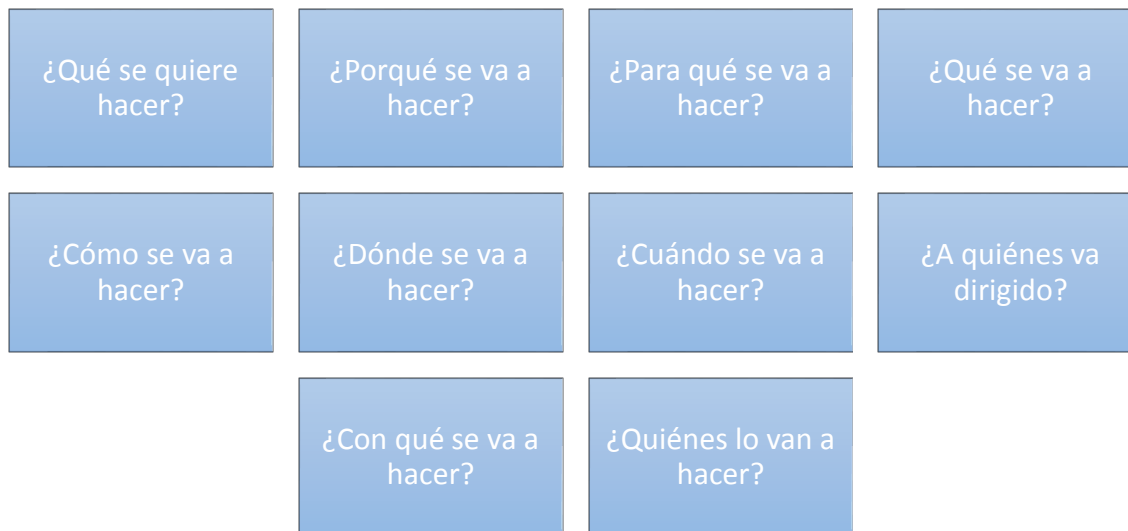 ¿Qué se quiere
hacer?
¿Porqué se va a
hacer?
¿Para qué se va a
hacer?
¿Qué se va a
hacer?
¿Cómo se va a
hacer?
¿Dónde se va a
hacer?
¿Cuándo se va a
hacer?
¿A quiénes va
dirigido?
¿Con qué se va a
hacer?
¿Quiénes lo van a
hacer?